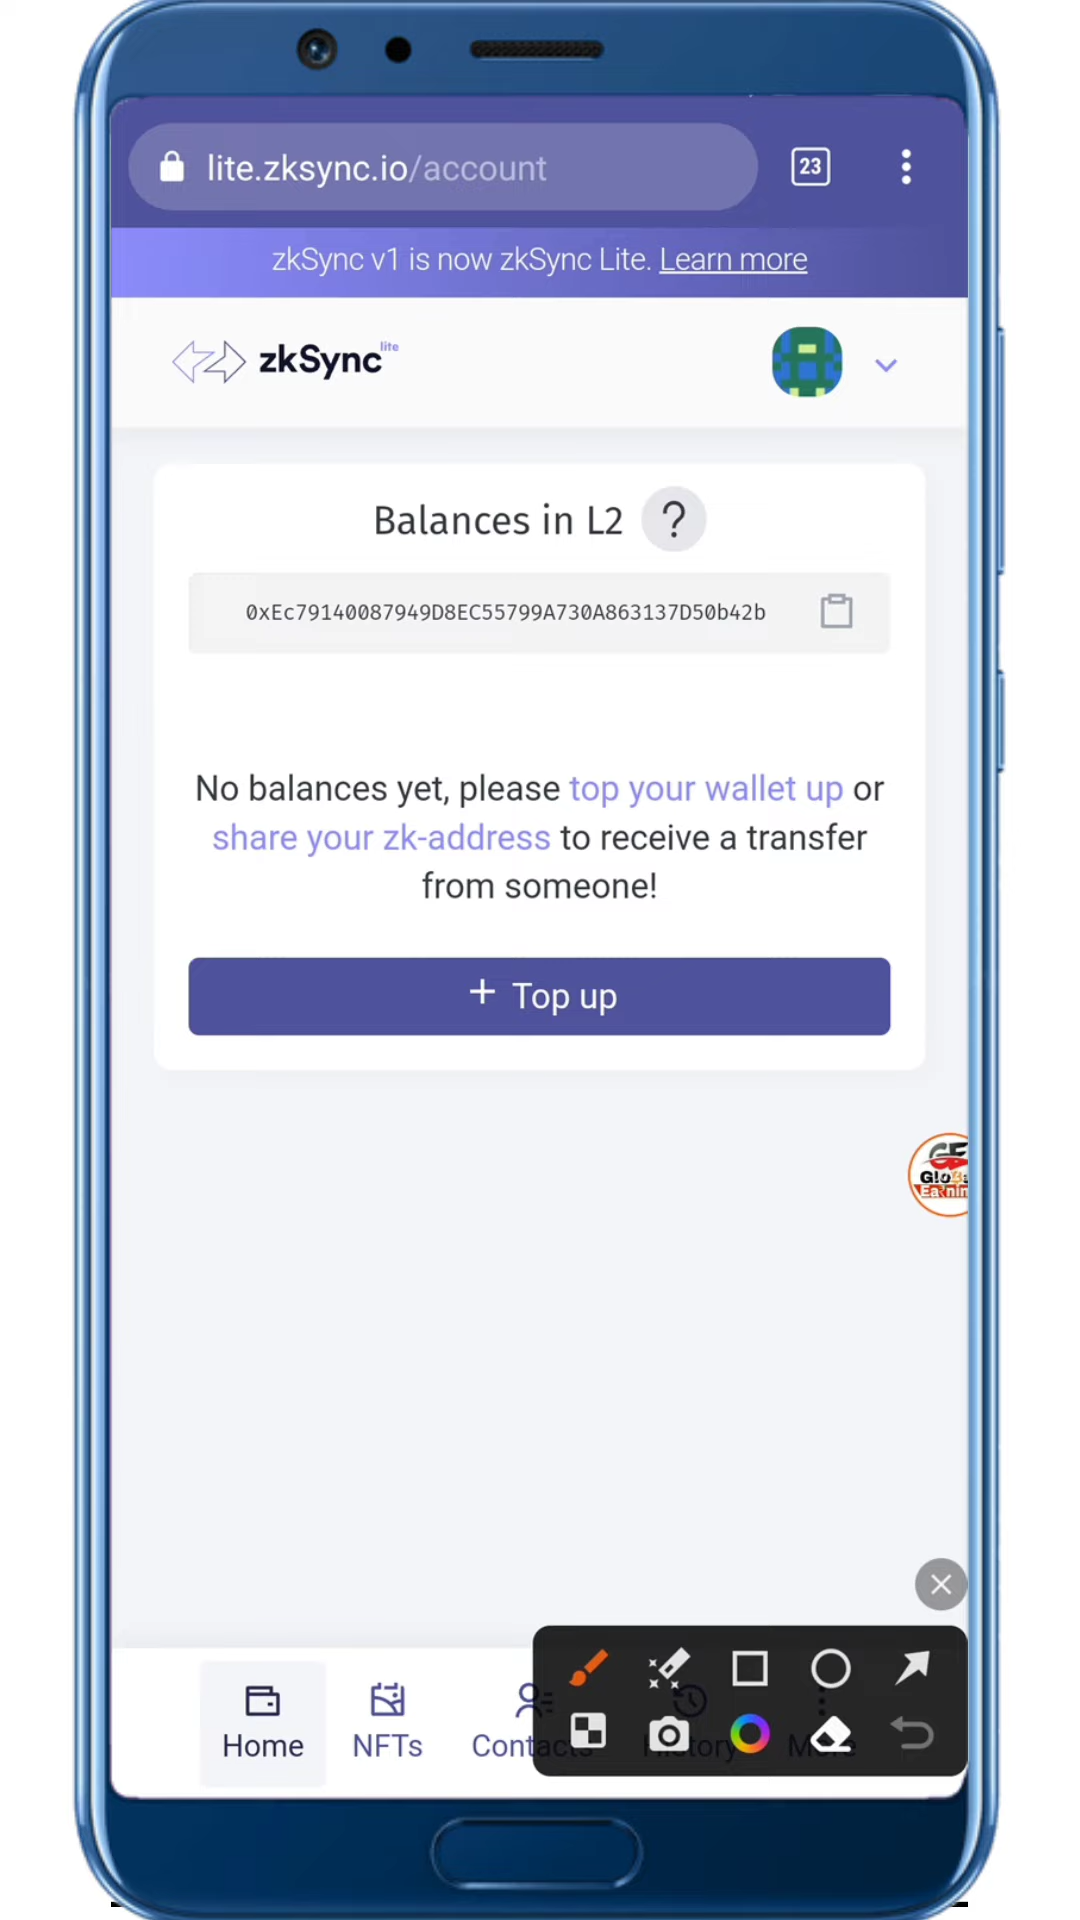 lite.zksync.io/account
23
zkSync v1 is now zkSync Lite. Learn more
zkSync lite
Balances in L2 ?
0xEc79140087949D8EC55799A730A863137D50b42b
No balances yet, please top your wallet up or
share your zk-address to receive a transfer
from someone!
+ Top up
GE
Home
NFTs
Contacts
History
More